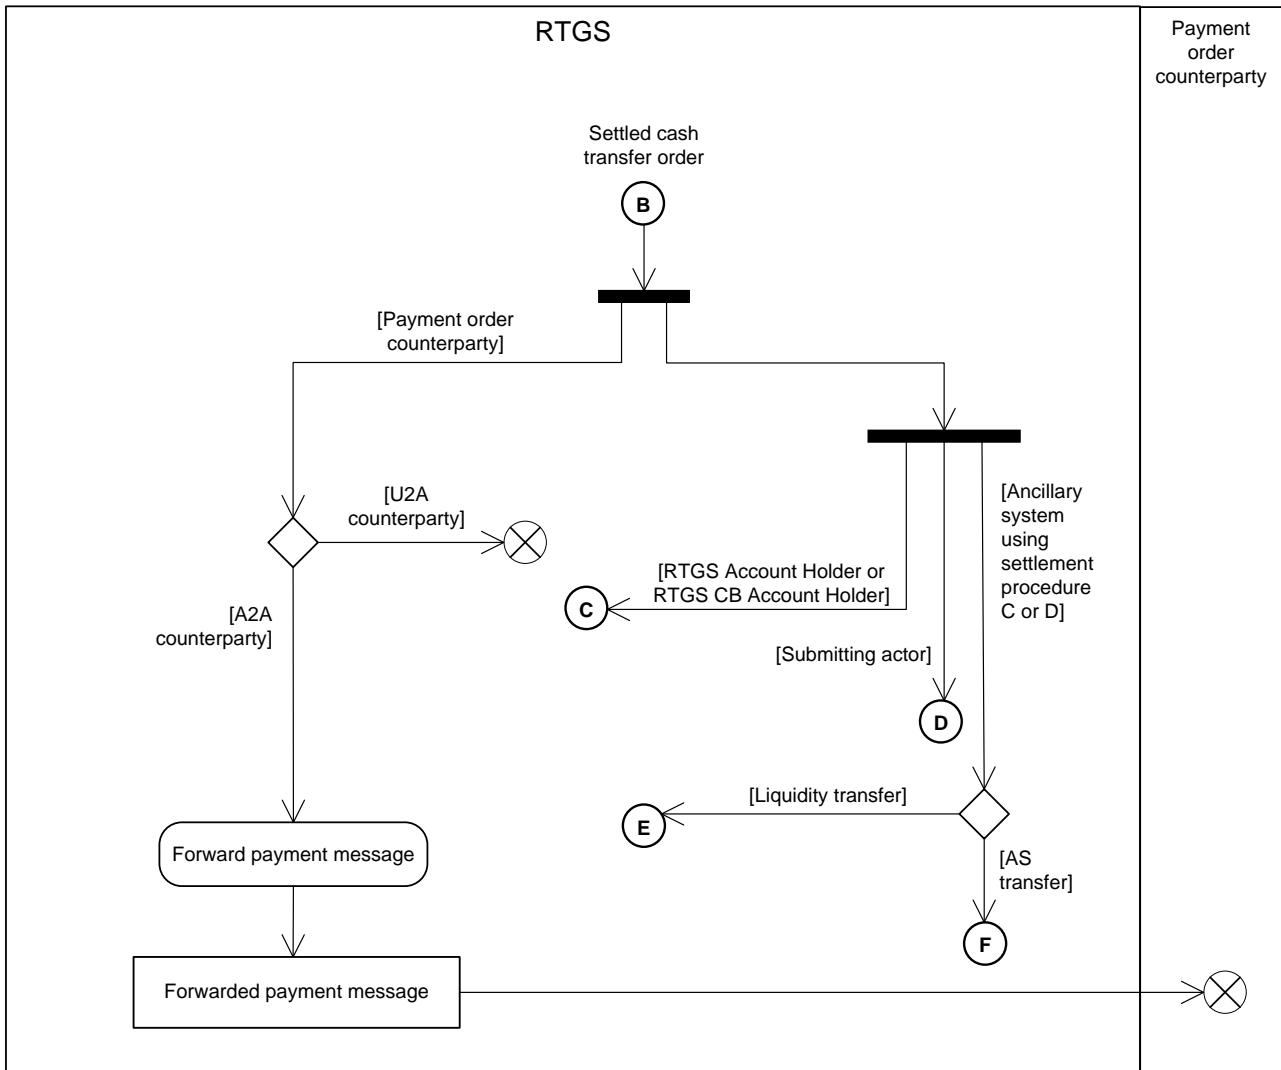 RTGS
Payment
order
counterparty
Settled cash
transfer order
B
[Payment order
counterparty]
[U2A
counterparty]
[Ancillary
system
using
settlement
procedure
C or D]
[RTGS Account Holder or
RTGS CB Account Holder]
C
[A2A
counterparty]
[Submitting actor]
D
[Liquidity transfer]
E
Forward payment message
[AS
transfer]
F
Forwarded payment message